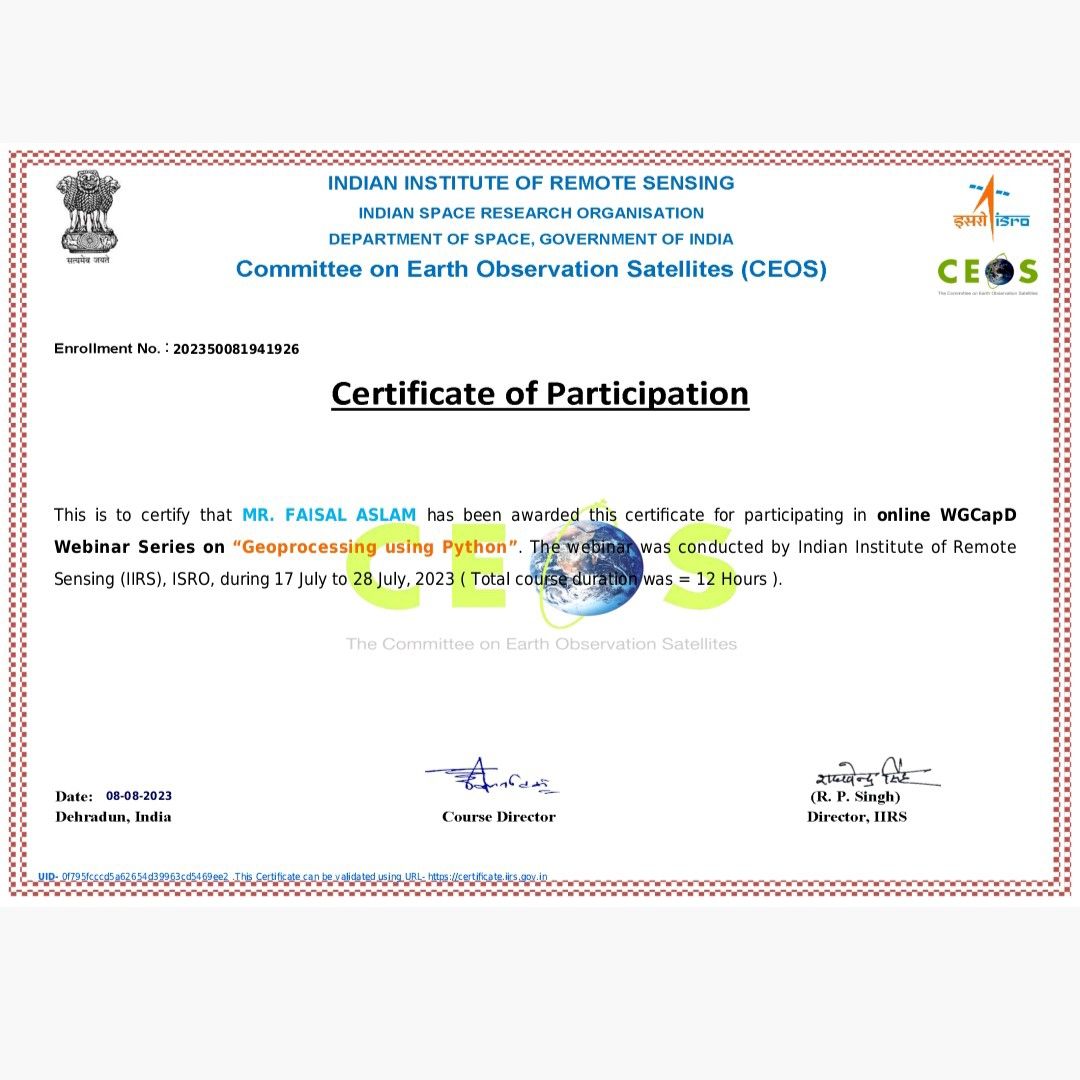 INDIAN INSTITUTE OF REMOTE SENSING
INDIAN SPACE RESEARCH ORGANISATION
DEPARTMENT OF SPACE, GOVERNMENT OF INDIA
Committee on Earth Observation Satellites (CEOS)
सत्यमेव जयते
इसरो isro
CEOS
The Committee on Earth Observation Satellites
Enrollment No. : 202350081941926
Certificate of Participation
This is to certify that MR. FAISAL ASLAM has been awarded this certificate for participating in online WGCapD
Webinar Series on “Geoprocessing using Python”. The webinar was conducted by Indian Institute of Remote
Sensing (IIRS), ISRO, during 17 July to 28 July, 2023 ( Total course duration was = 12 Hours ).
CEOS
The Committee on Earth Observation Satellites
Date: 08-08-2023
Dehradun, India
Course Director
(R. P. Singh)
Director, IIRS
UID- 0f795fcccd5a62654d39963cd5469ee2 .This Certificate can be validated using URL- https://certificate.iirs.gov.in